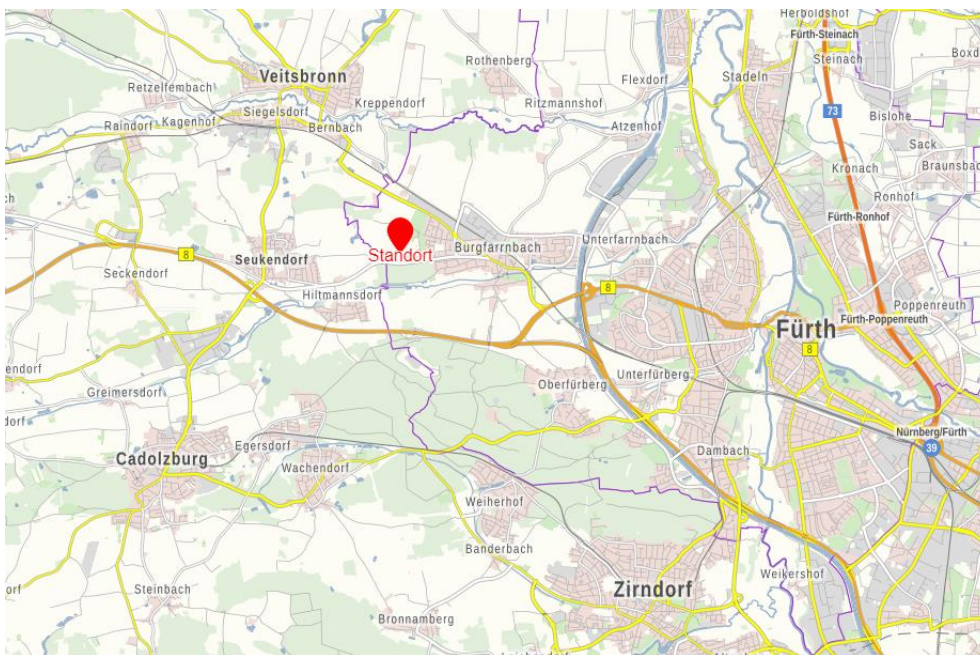 Herboldshof
Fürth-Steinach
Steinach
Boxd
Rothenberg
Veitsbronn
Flexdorf
Stadeln
Retzelfembach
Kreppendorf
Ritzmannshof
73
Siegelsdorf
Bislohe
Raindorf
Kagenhof
Bernbach
Atzenhof
Sack
Braunsbac
Kronach
Ronhof
Fürth-Ronhof
Standort
Burgfarrnbach
Unterfarrnbach
8
Seukendorf
Seckendorf
8
Hiltmannsdorf
Poppenreuth
Fürth-Poppenreuth
Fürth
8
endorf
Oberfürberg
Unterfürberg
Greimersdorf
dorf
Nürnberg/Fürth
39
Egersdorf
Dambach
Cadolzburg
Wachendorf
Weiherhof
Banderbach
Weikershof
Steinbach
Zirndorf
orf
Bronnamberg